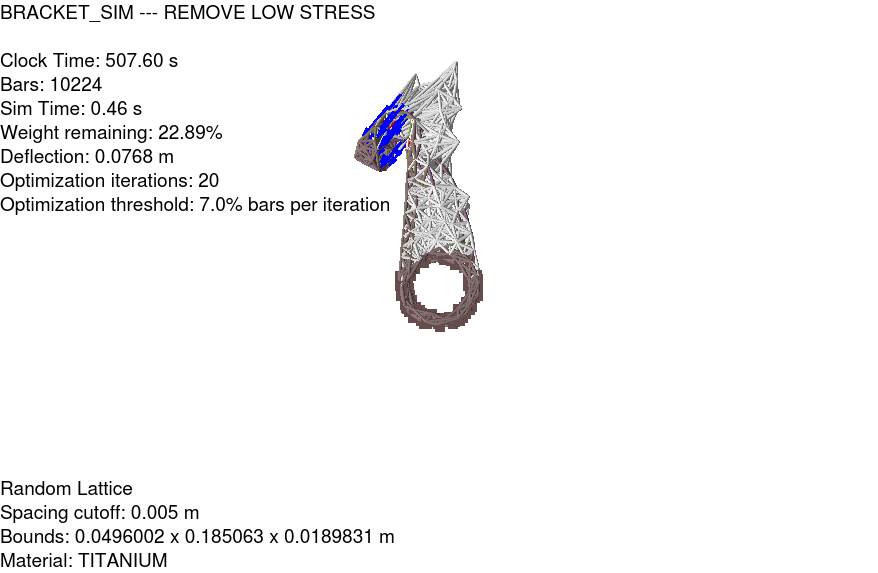 BRACKET_SIM --- REMOVE LOW STRESS
Clock Time: 507.60 s
Bars: 10224
Sim Time: 0.46 s
Weight remaining: 22.89%
Deflection: 0.0768 m
Optimization iterations: 20
Optimization threshold: 7.0% bars per iteration
Random Lattice
Spacing cutoff: 0.005 m
Bounds: 0.0496002 x 0.185063 x 0.0189831 m
Material: TITANIUM